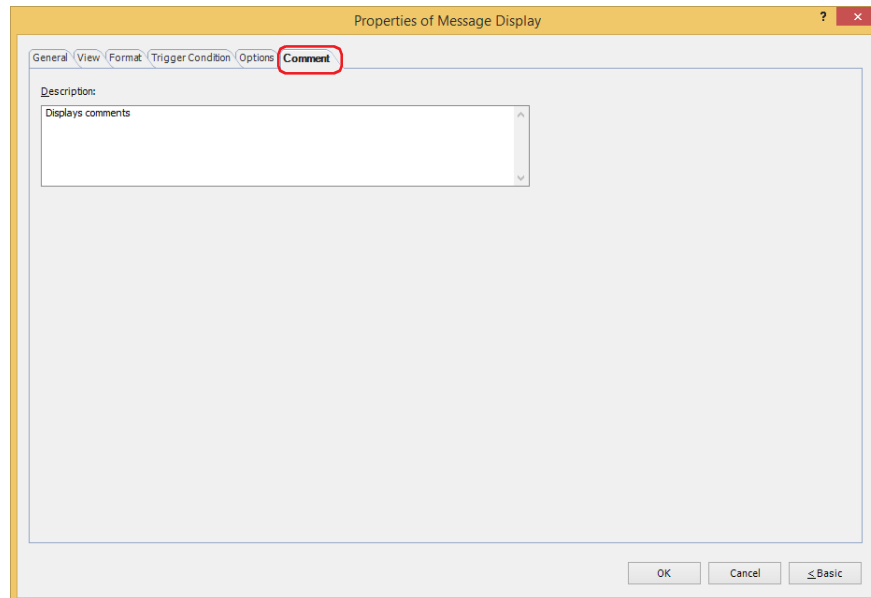 Properties of Message Display
? ×
General View Format Trigger Condition Options Comment
Description:
Displays comments
OK Cancel < Basic